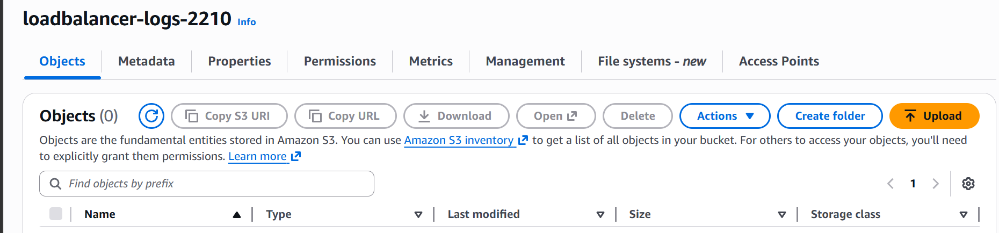 loadbalancer-logs-2210 Info
Objects Metadata Properties Permissions Metrics Management File systems - new Access Points
Objects (0) Copy S3 URI Copy URL Download Open Delete Actions Create folder Upload
Objects are the fundamental entities stored in Amazon S3. You can use Amazon S3 inventory to get a list of all objects in your bucket. For others to access your objects, you'll need
to explicitly grant them permissions. Learn more
Find objects by prefix 1
Name Type Last modified Size Storage class